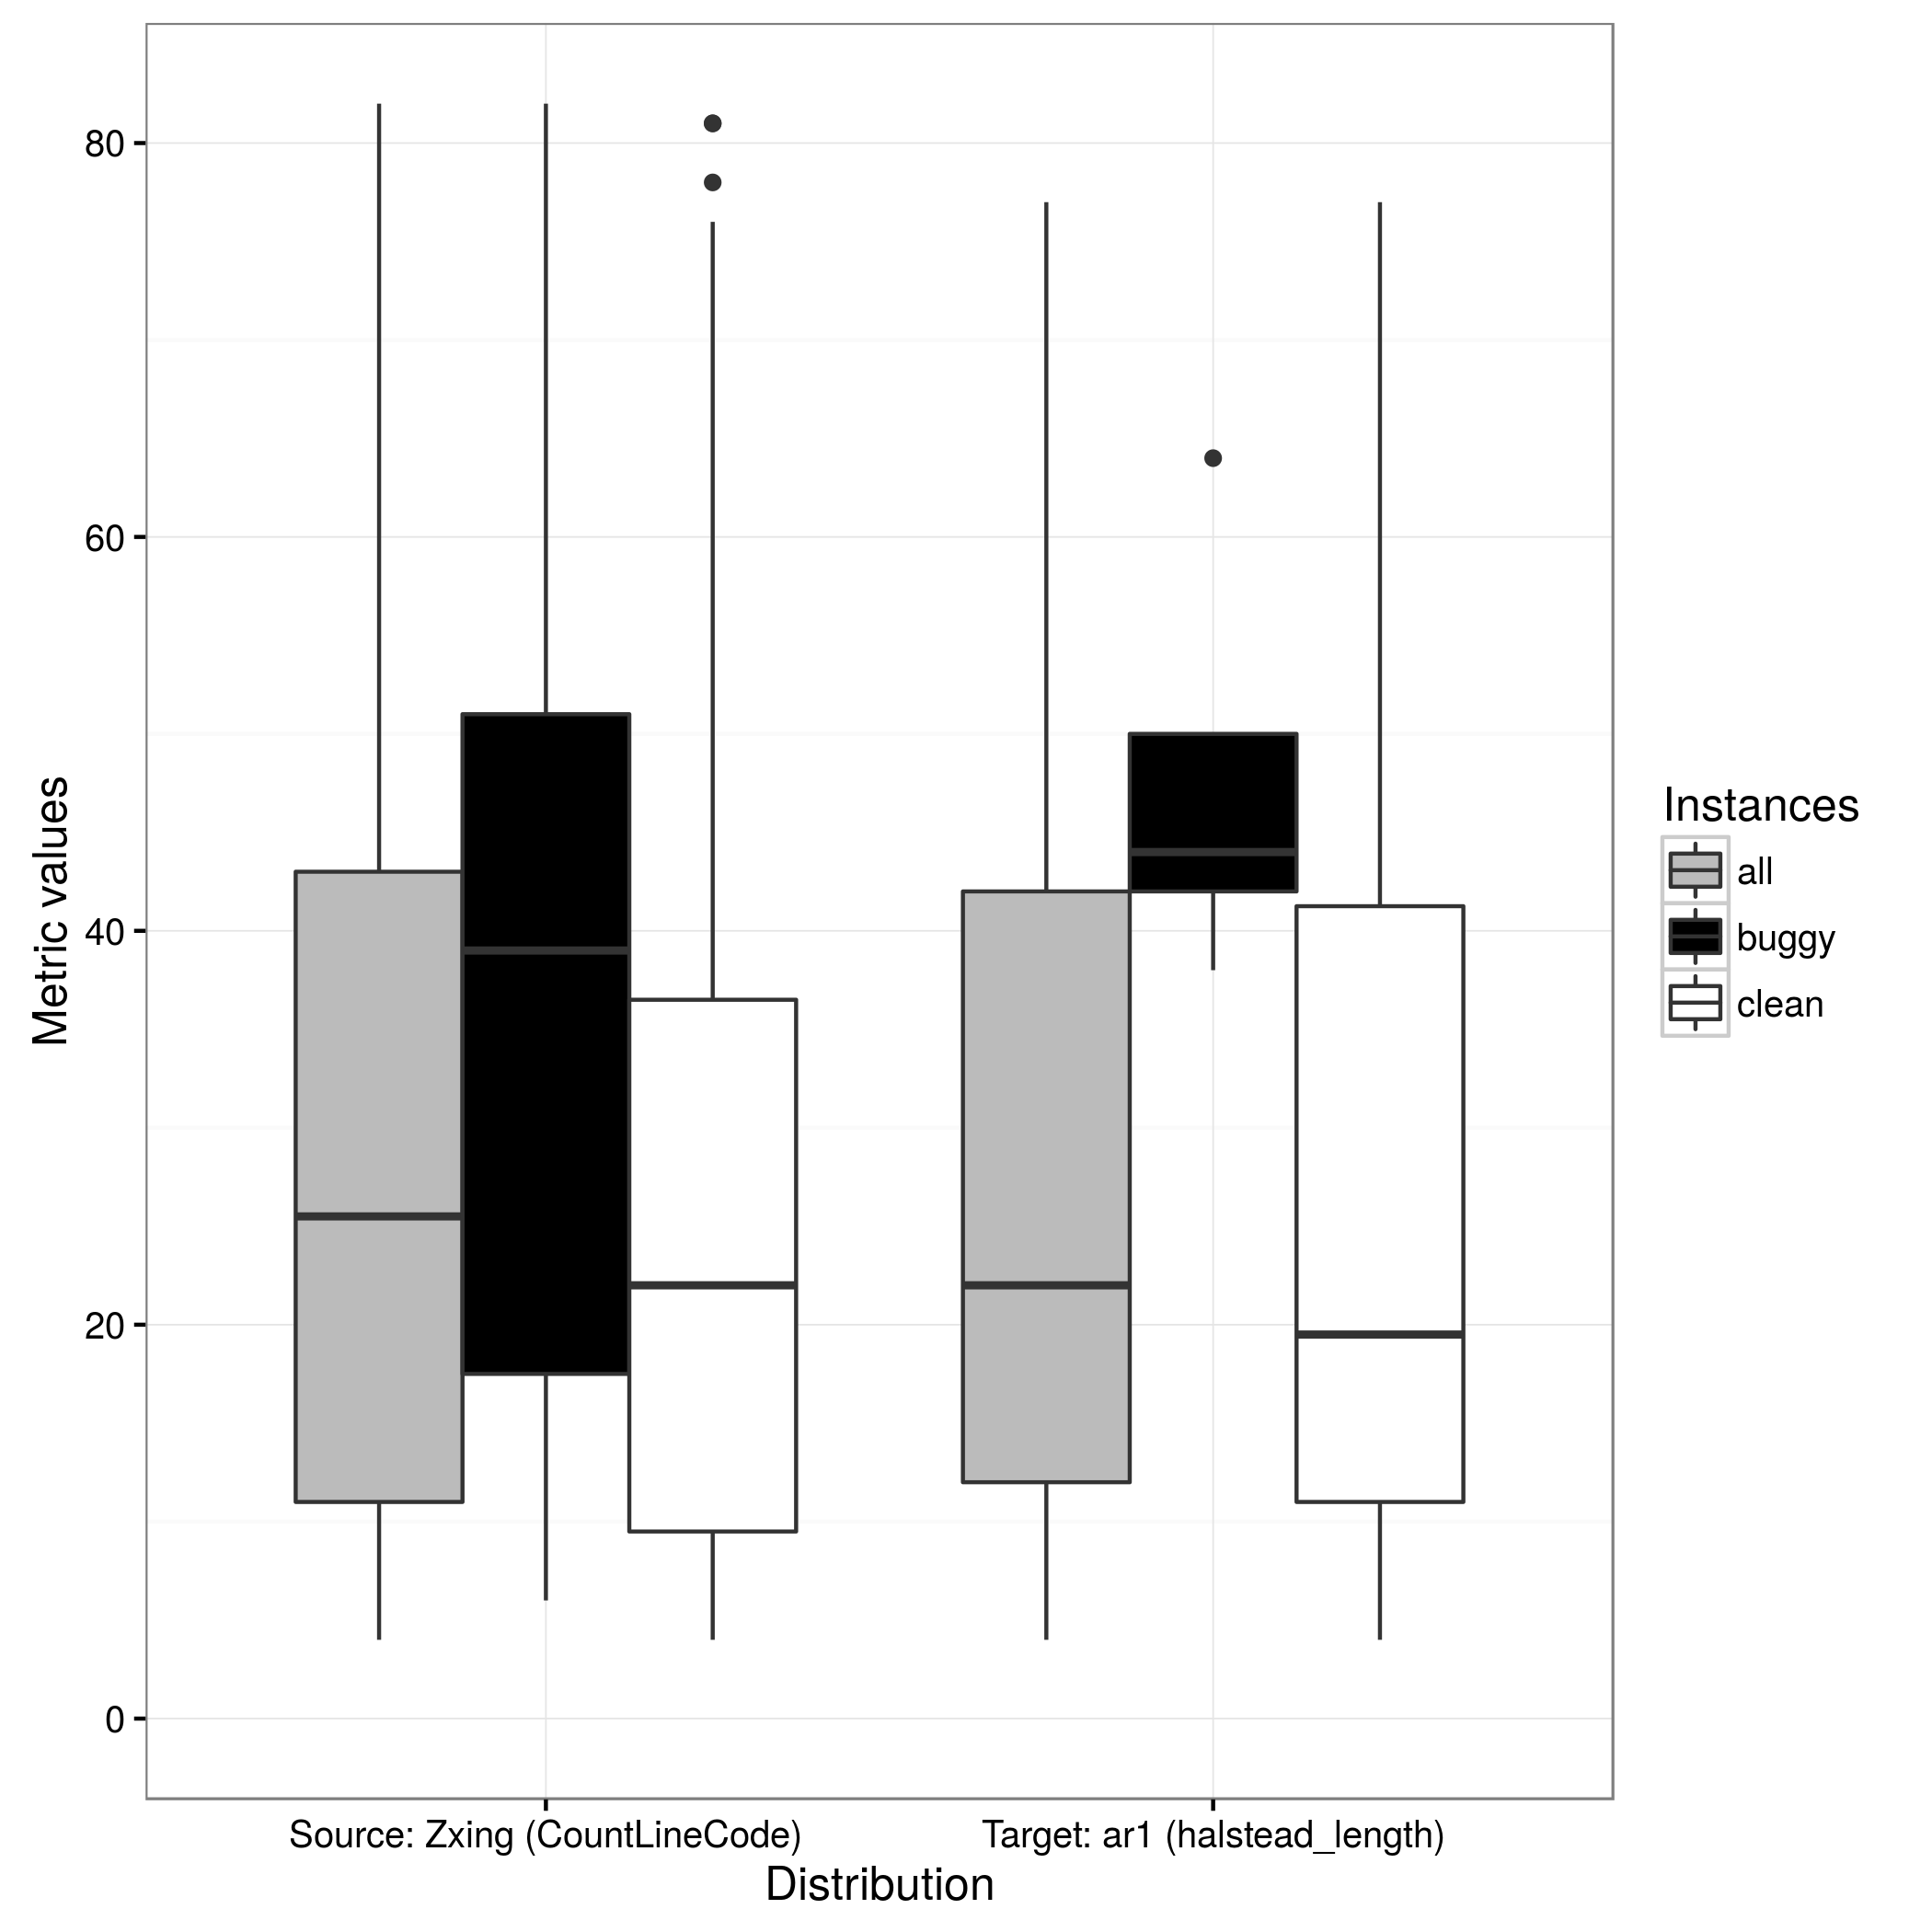 Metric values
80
60
40
20
0
Source: Zxing (CountLineCode)
Target: ar1 (halstead_length)
Distribution
Instances
all
buggy
clean